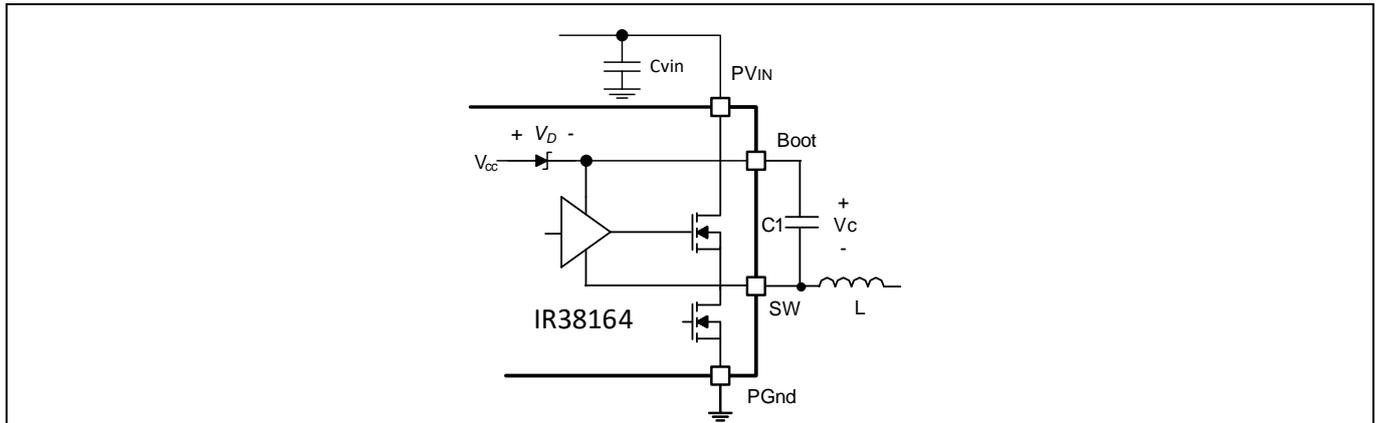 Cvin
PVIN
+ VD -
Boot
Vcc
+
C1
Vc
-
SW
L
IR38164
PGnd